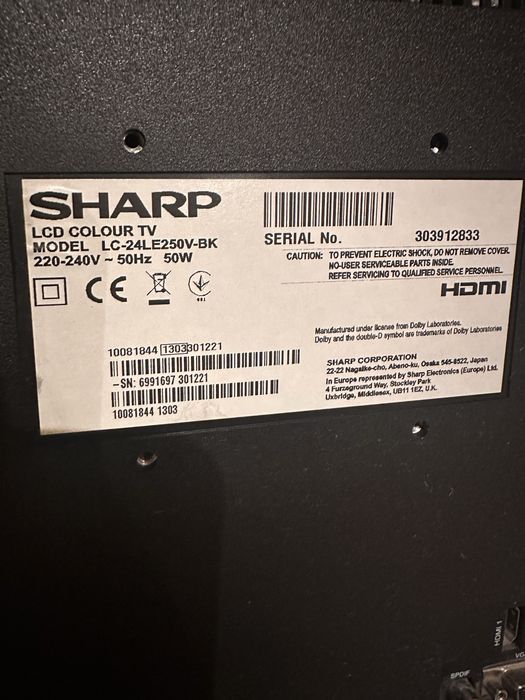 SHARP
LCD COLOUR TV
MODEL LC-24LE250V-BK
220-240V ~ 50Hz 50W
SERIAL No. 303912833
CAUTION: TO PREVENT ELECTRIC SHOCK, DO NOT REMOVE COVER.
NO-USER SERVICEABLE PARTS INSIDE.
REFER SERVICING TO QUALIFIED SERVICE PERSONNEL.
CE
HDMI
Manufactured under license from Dolby Laboratories.
Dolby and the double-D symbol are trademarks of Dolby Laboratories
10081844 1303301221
-SN: 6991697 301221
10081844 1303
SHARP CORPORATION
22-22 Nagaike-cho, Abeno-ku, Osaka 545-8522, Japan
In Europe represented by Sharp Electronics (Europe) Ltd.
4 Furzeground Way, Stockley Park
Uxbridge, Middlesex, UB11 1EZ, U.K.
HDMI 1
SPDIF